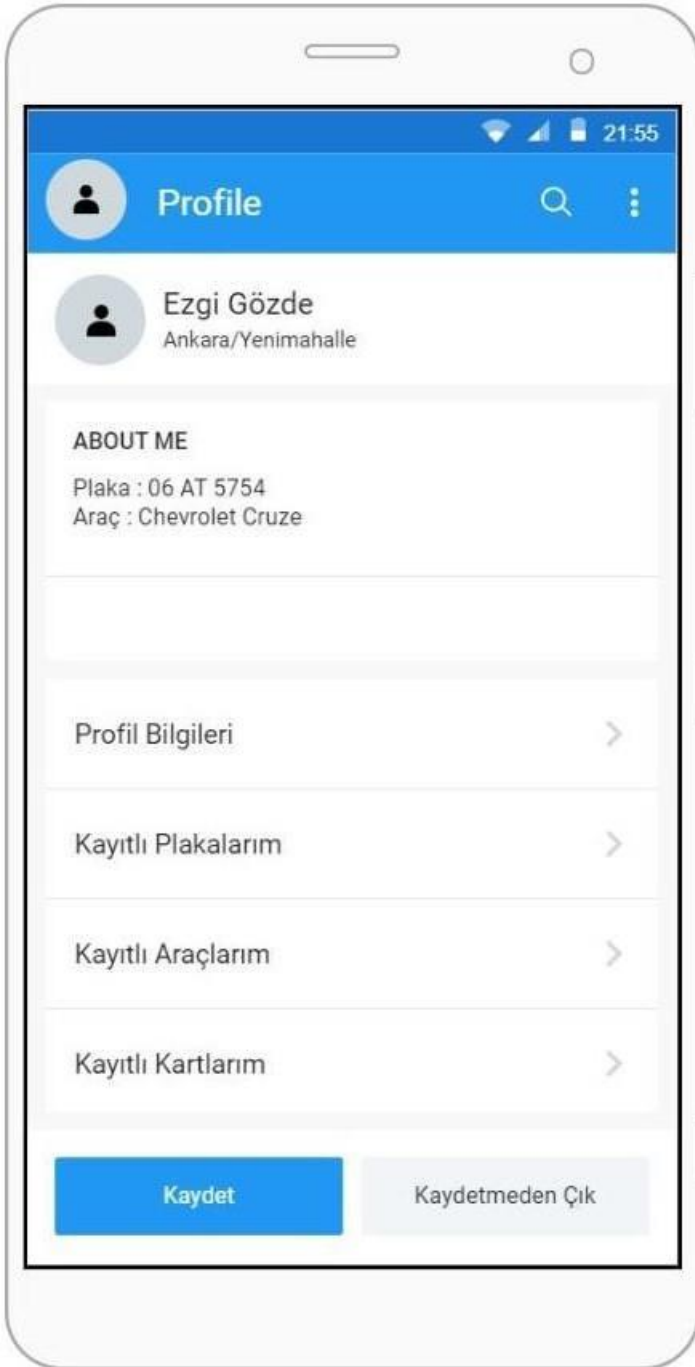 21:55
Profile
Ezgi Gözde
Ankara/Yenimahalle
ABOUT ME
Plaka : 06 AT 5754
Araç : Chevrolet Cruze
Profil Bilgileri
Kayıtlı Plakalarım
Kayıtlı Araçlarım
Kayıtlı Kartlarım
Kaydet
Kaydetmeden Çık